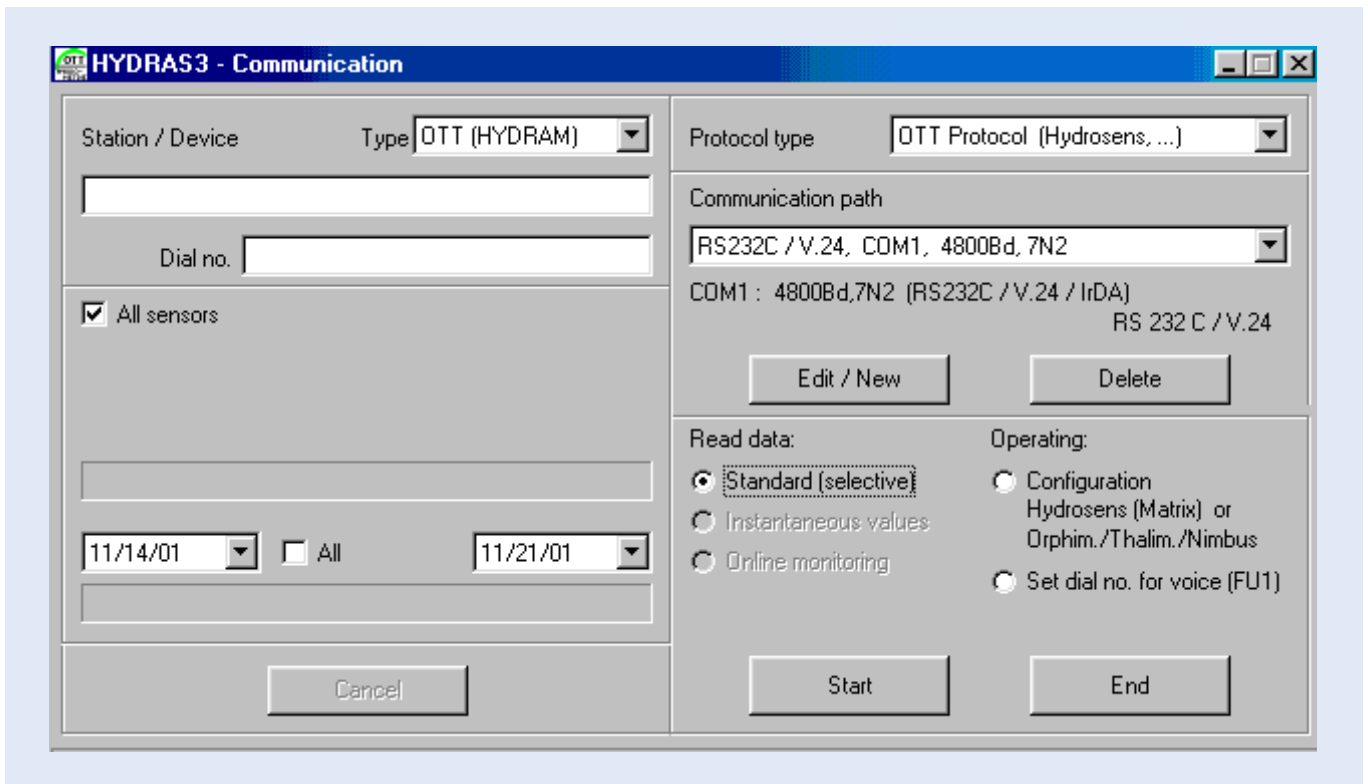 OTT HYDRAS3 - Communication
Station / Device Type OTT (HYDRAM)
Dial no.
All sensors
11/14/01 All 11/21/01
Cancel
Protocol type OTT Protocol (Hydrosens, ...)
Communication path
RS232C / V.24, COM1, 4800Bd, 7N2
COM1 : 4800Bd,7N2 (RS232C / V.24 / IrDA)
RS 232 C / V.24
Edit / New Delete
Read data:
Standard (selective)
Instantaneous values
Online monitoring
Operating:
Configuration
Hydrosens (Matrix) or
Orphim./Thalim./Nimbus
Set dial no. for voice (FU1)
Start End